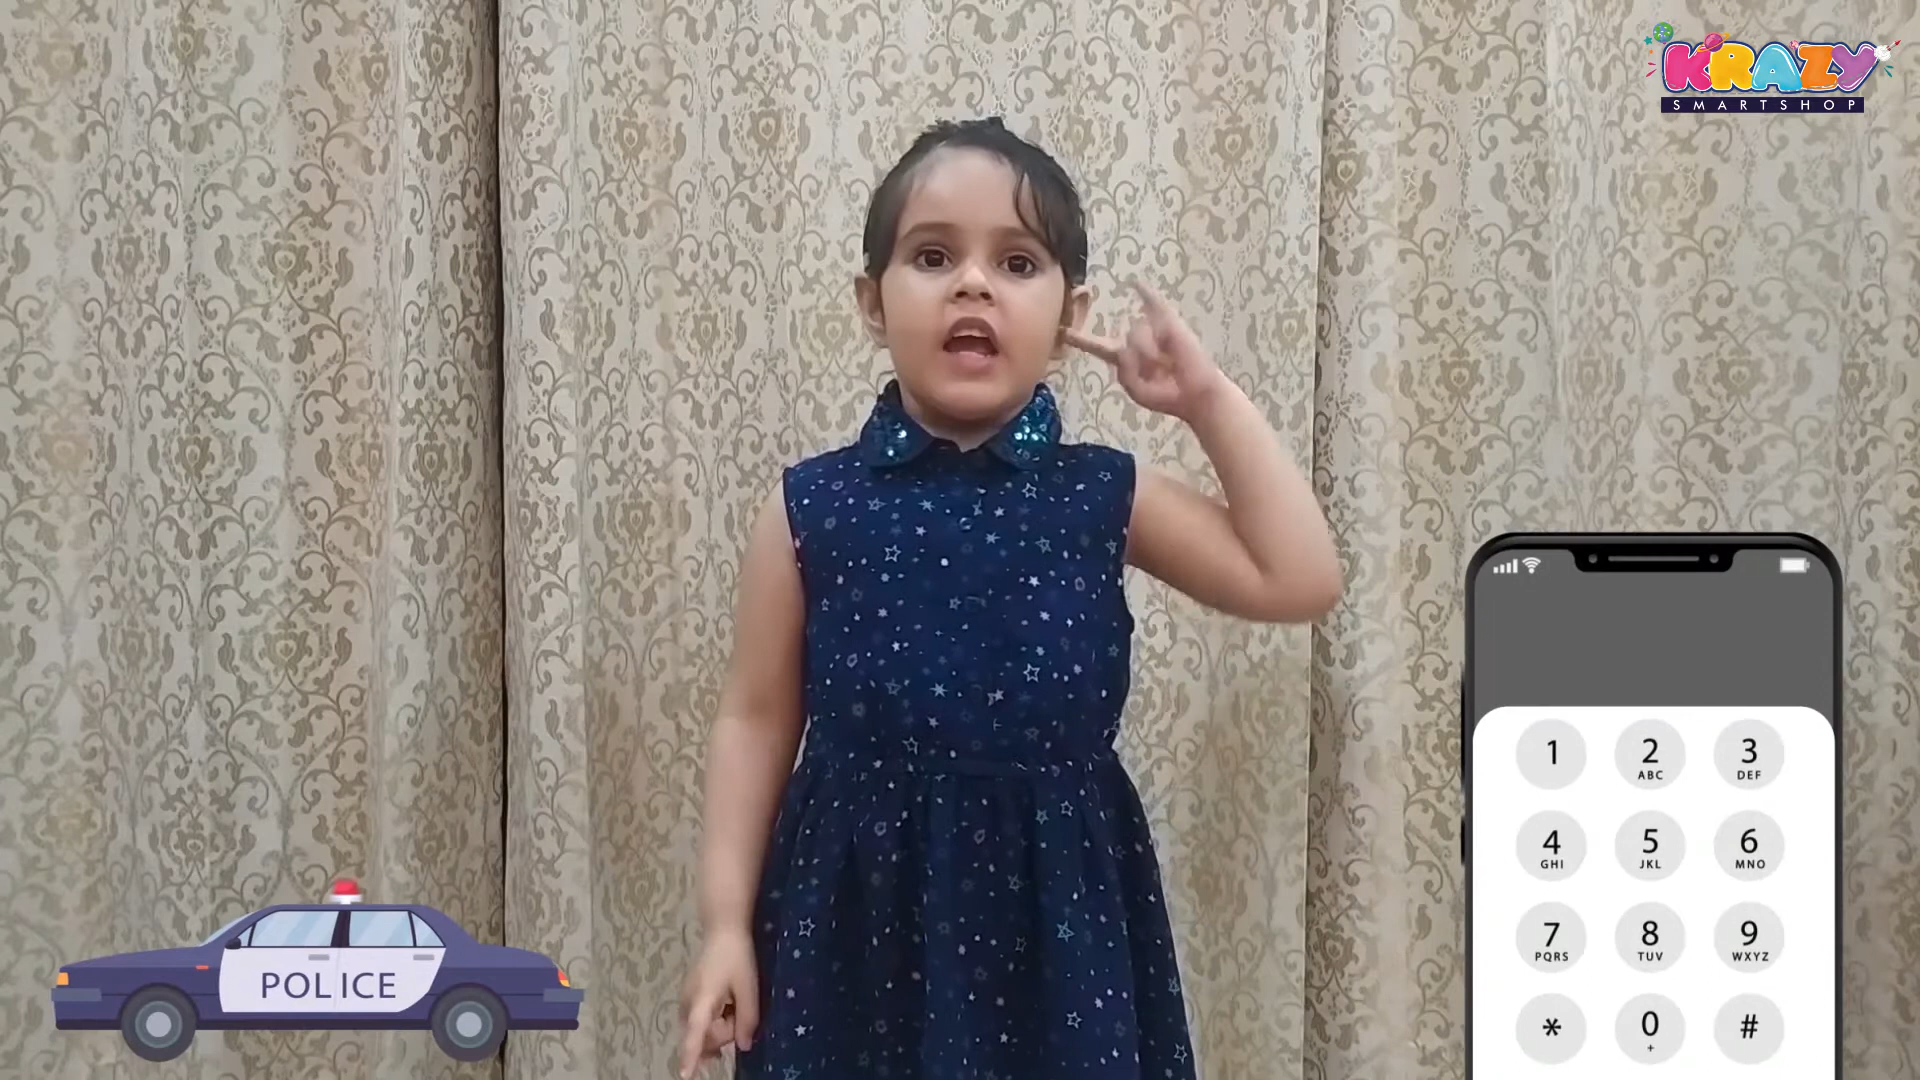 KRAZY
SMARTSHOP
POLICE
1 2 3
ABC DEF
4 5 6
GHI JKL MNO
7 8 9
PQRS TUV WXYZ
* 0 #
+